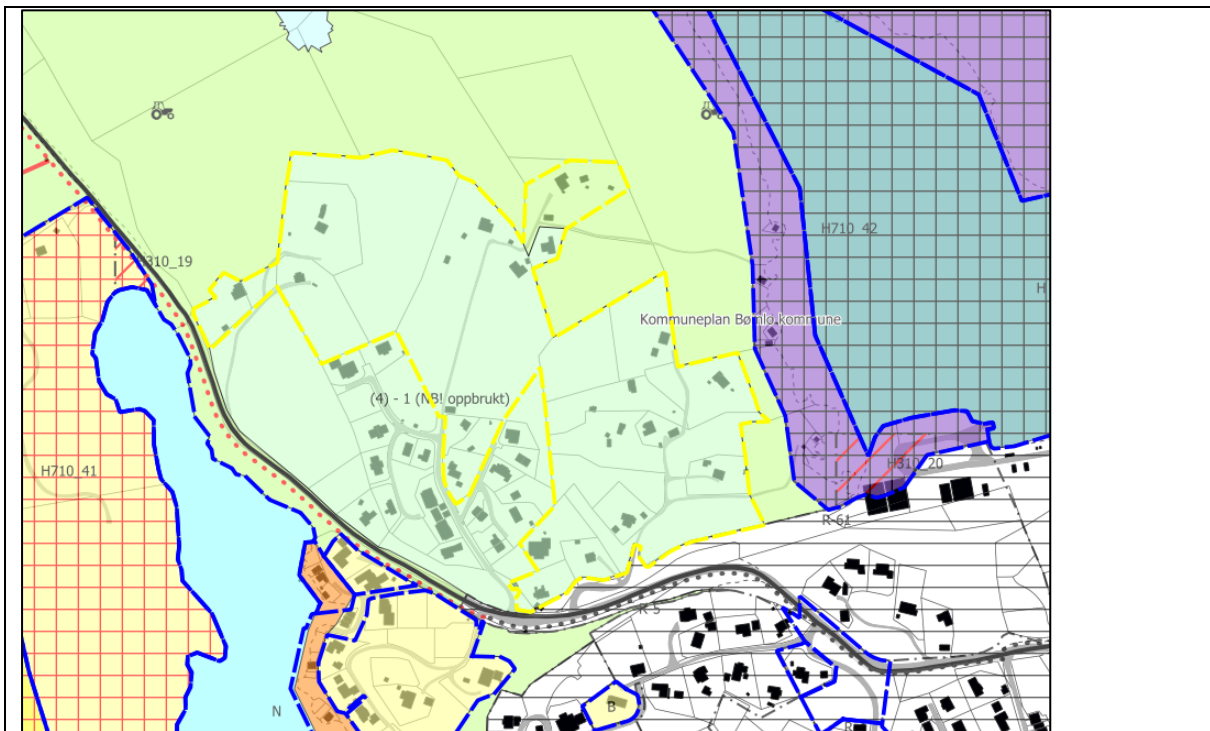 H710_42
H310_19
H
Kommuneplan Bømlo kommune
(4) - 1 (NB! oppbrukt)
H710_41
H310_20
R-61
R-5
N
B
R